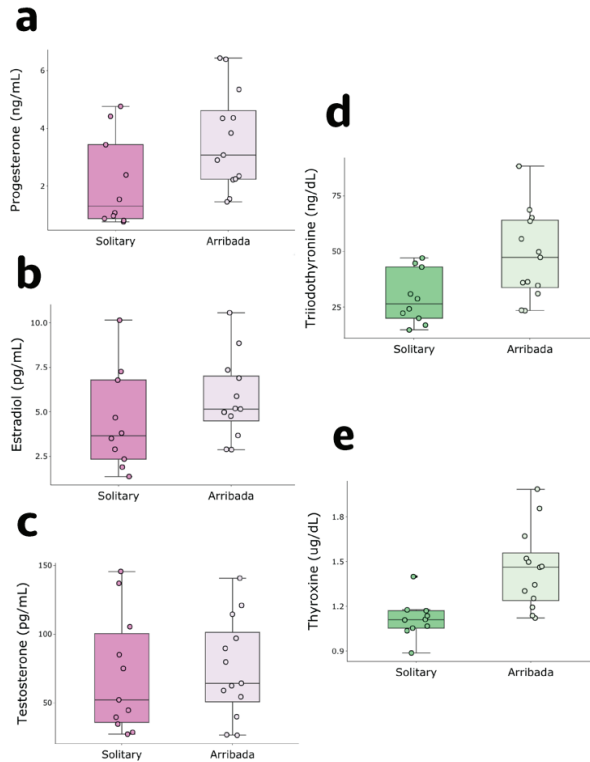 a
Progesterone (ng/mL)
6
4
2
Solitary
Arribada
b
Estradiol (pg/mL)
10.0
7.5
5.0
2.5
Solitary
Arribada
c
Testosterone (pg/mL)
150
100
50
Solitary
Arribada
d
Triiodothyronine (ng/dL)
75
50
25
Solitary
Arribada
e
Thyroxine (ug/dL)
1.8
1.5
1.2
0.9
Solitary
Arribada